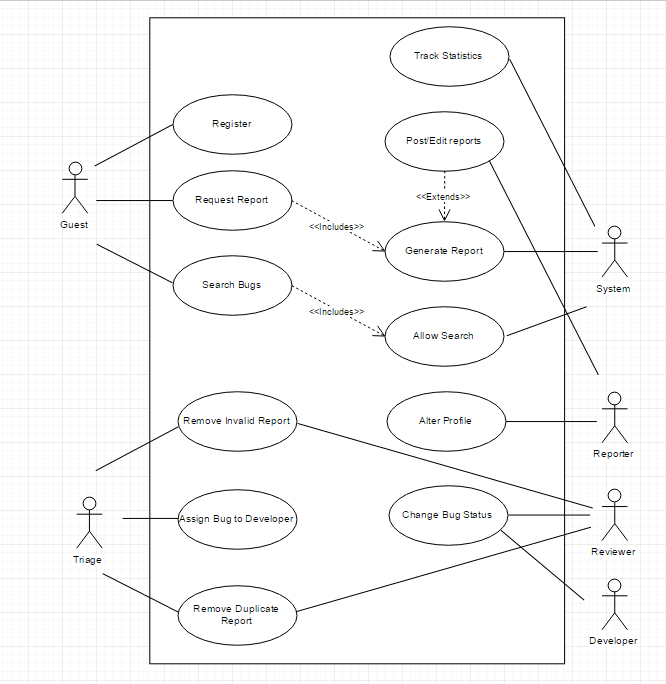 Track Statistics
Register
Post/Edit reports
Request Report
<<Extends>>
Guest
<<Includes>>
Generate Report
Search Bugs
System
<<Includes>>
Allow Search
Remove Invalid Report
Alter Profile
Reporter
Assign Bug to Developer
Change Bug Status
Triage
Reviewer
Remove Duplicate
Report
Developer